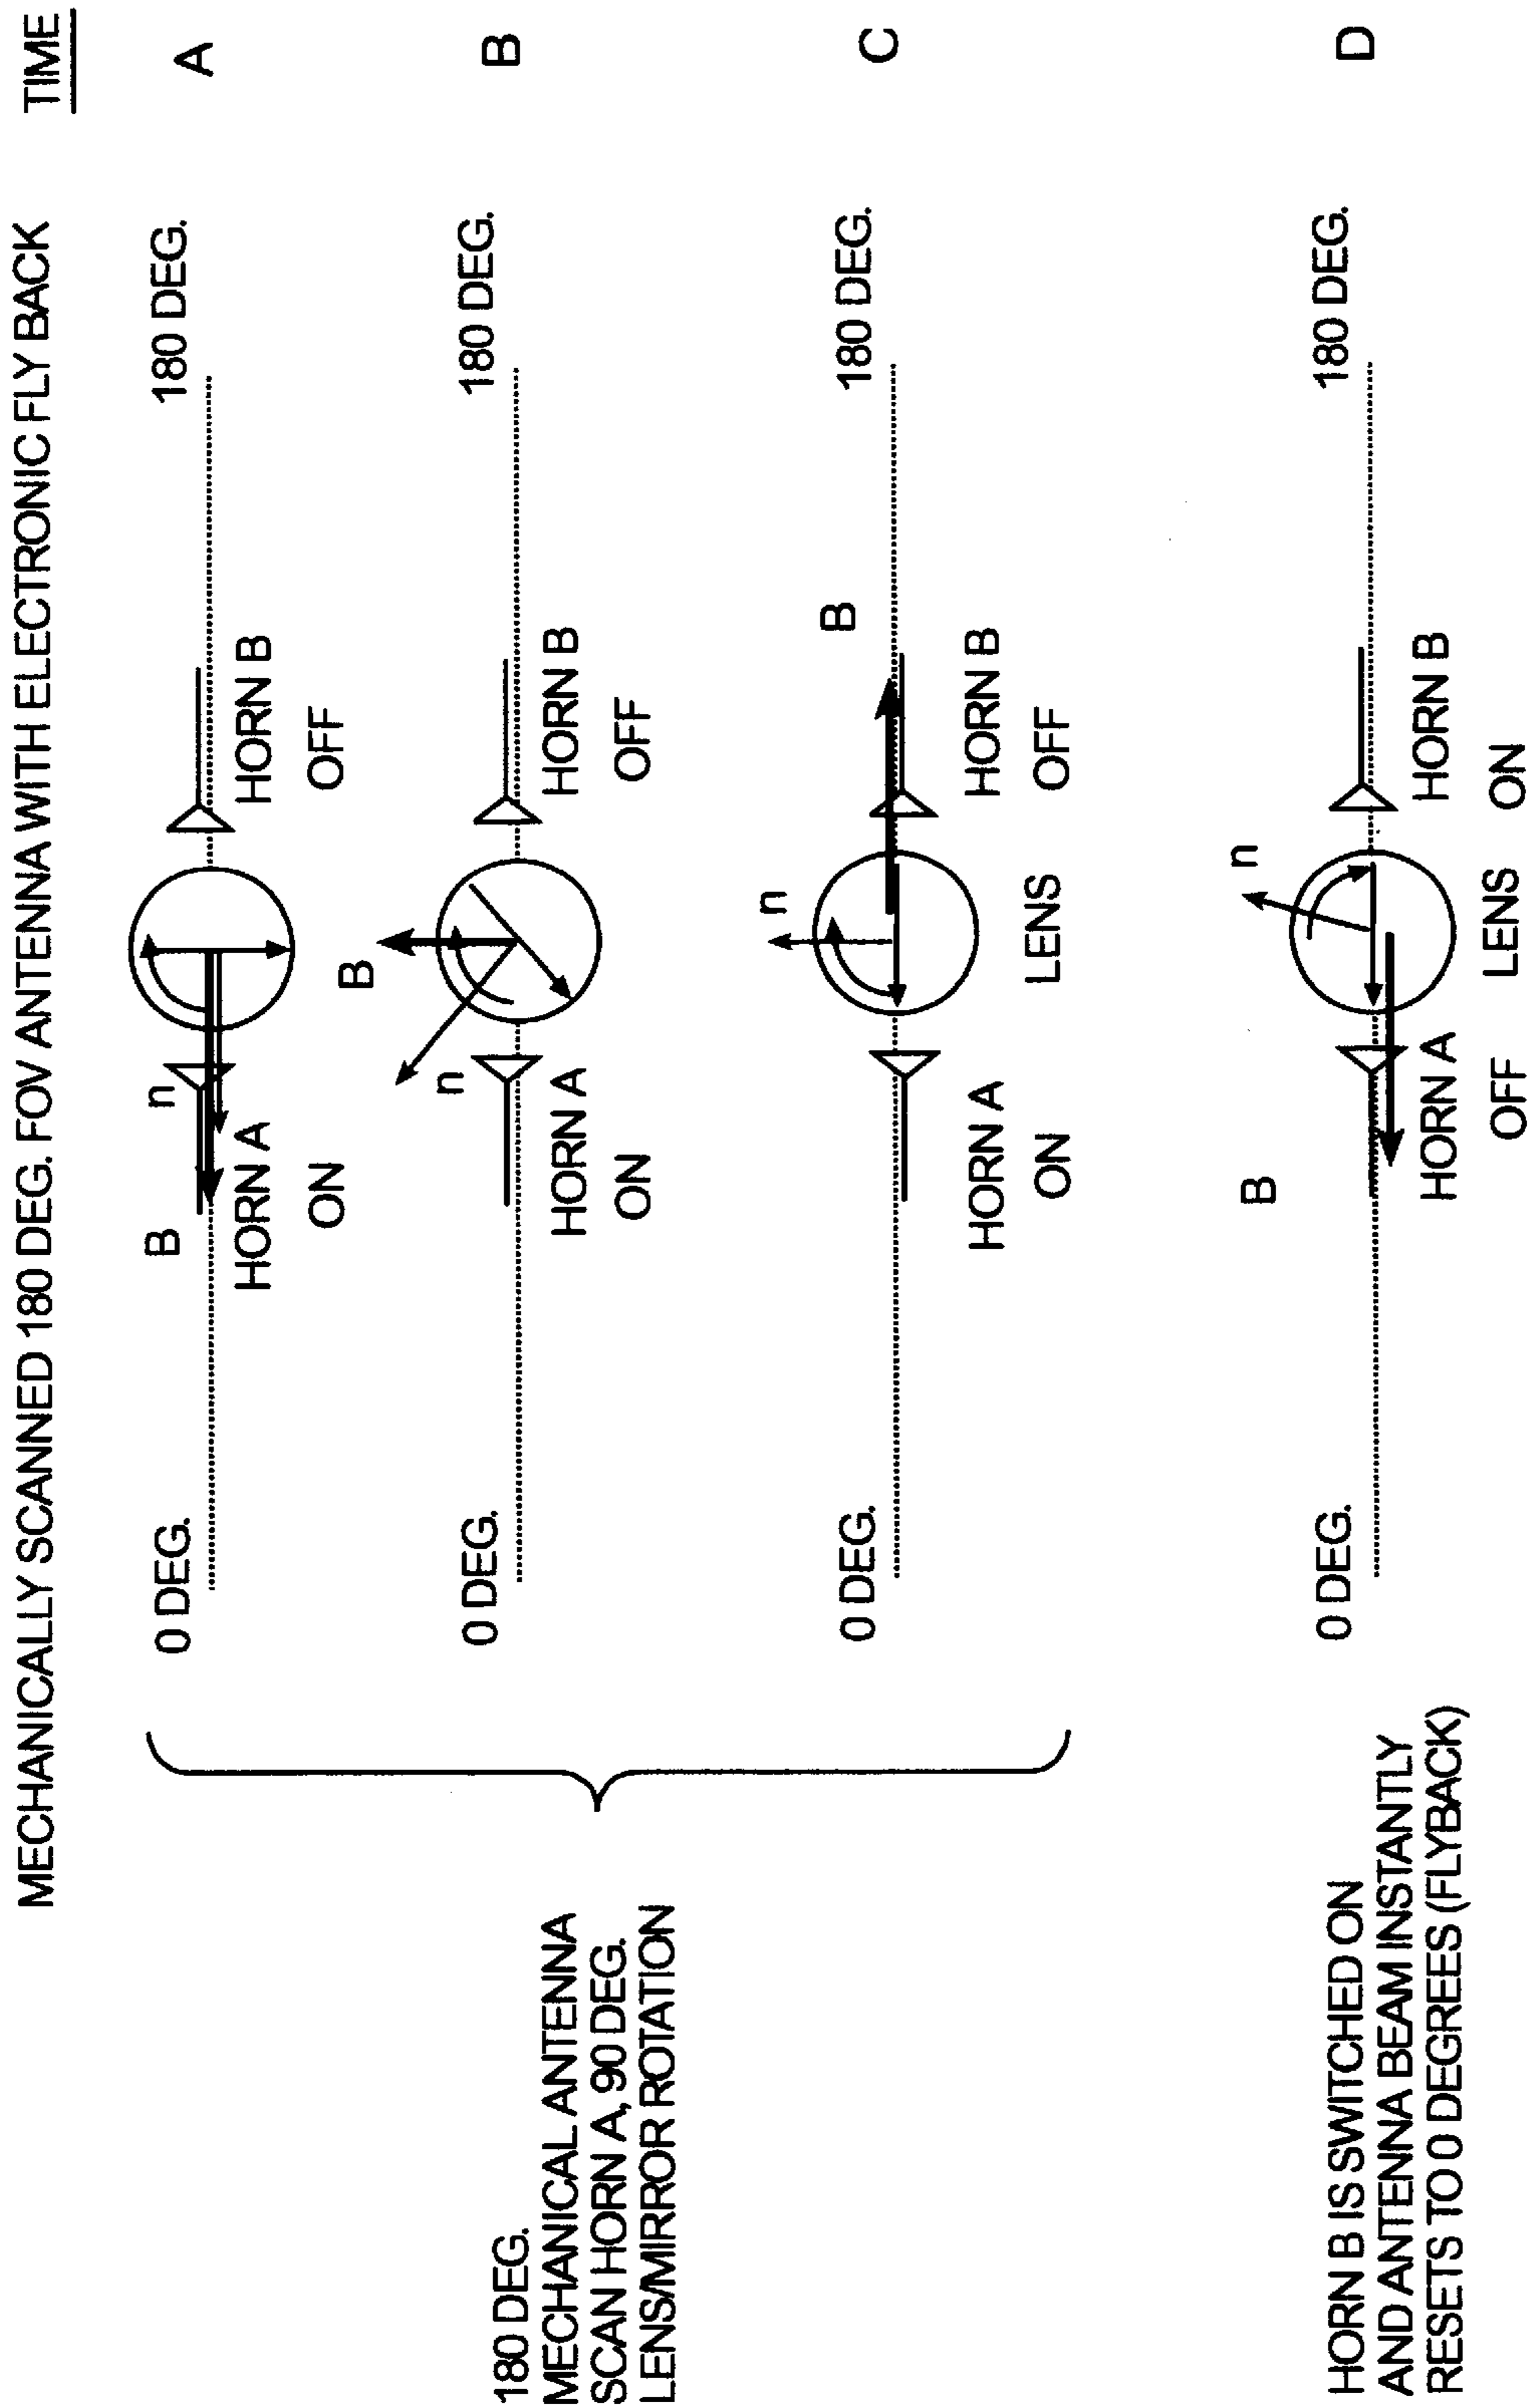 MECHANICALLY SCANNED 180 DEG. FOV ANTENNA WITH ELECTRONIC FLY BACK
TIME
0 DEG.
B
n
HORN A
ON
HORN B
OFF
180 DEG.
A
180 DEG.
MECHANICAL ANTENNA
SCAN HORN A, 90 DEG.
LENS/MIRROR ROTATION
0 DEG.
B
n
HORN A
ON
HORN B
OFF
180 DEG.
B
0 DEG.
n
B
HORN A
ON
LENS
HORN B
OFF
180 DEG.
C
HORN B IS SWITCHED ON
AND ANTENNA BEAM INSTANTLY
RESETS TO 0 DEGREES (FLYBACK)
0 DEG.
B
n
HORN A
OFF
LENS
HORN B
ON
180 DEG.
D